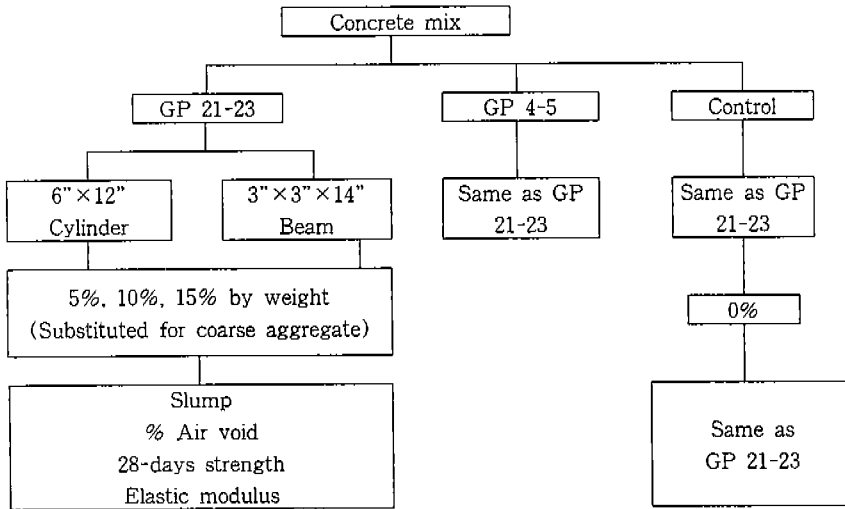 Concrete mix
GP 21-23
GP 4-5
Control
6"×12"
Cylinder
3"×3"×14"
Beam
Same as GP
21-23
Same as GP
21-23
5%, 10%, 15% by weight
(Substituted for coarse aggregate)
0%
Slump
% Air void
28-days strength
Elastic modulus
Same as
GP 21-23